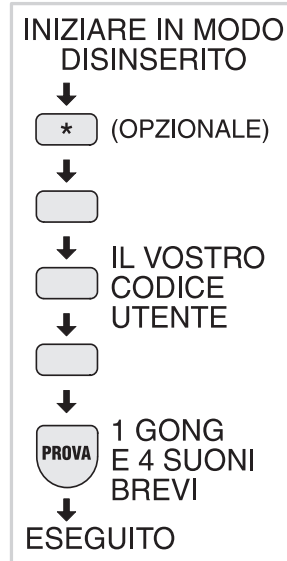 INIZIARE IN MODO
DISINSERITO
* (OPZIONALE)
IL VOSTRO
CODICE
UTENTE
PROVA
1 GONG
E 4 SUONI
BREVI
ESEGUITO